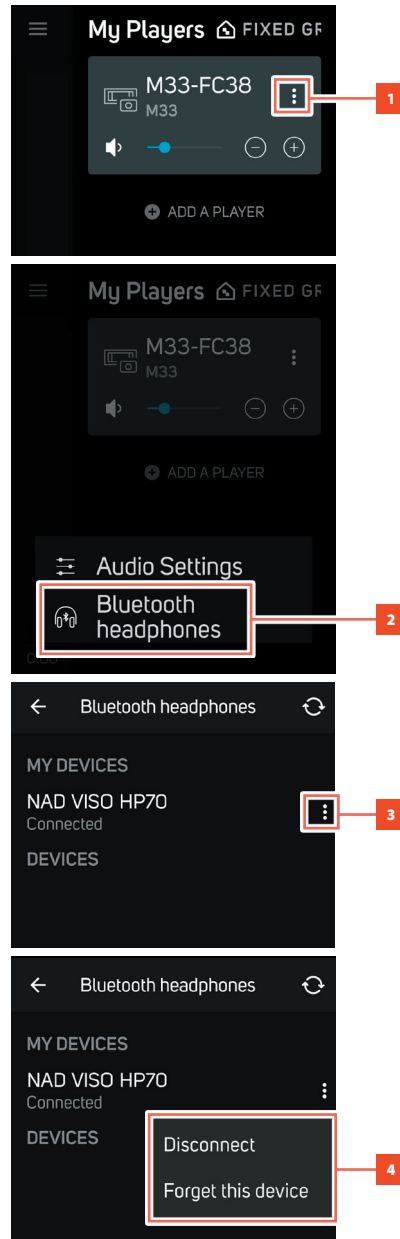 My Players FIXED GR
M33-FC38
M33
1
ADD A PLAYER
My Players FIXED GR
M33-FC38
M33
ADD A PLAYER
Audio Settings
Bluetooth
headphones
2
0:00
Bluetooth headphones
MY DEVICES
NAD VISO HP70
Connected
3
DEVICES
Bluetooth headphones
MY DEVICES
NAD VISO HP70
Connected
DEVICES
Disconnect
4
Forget this device